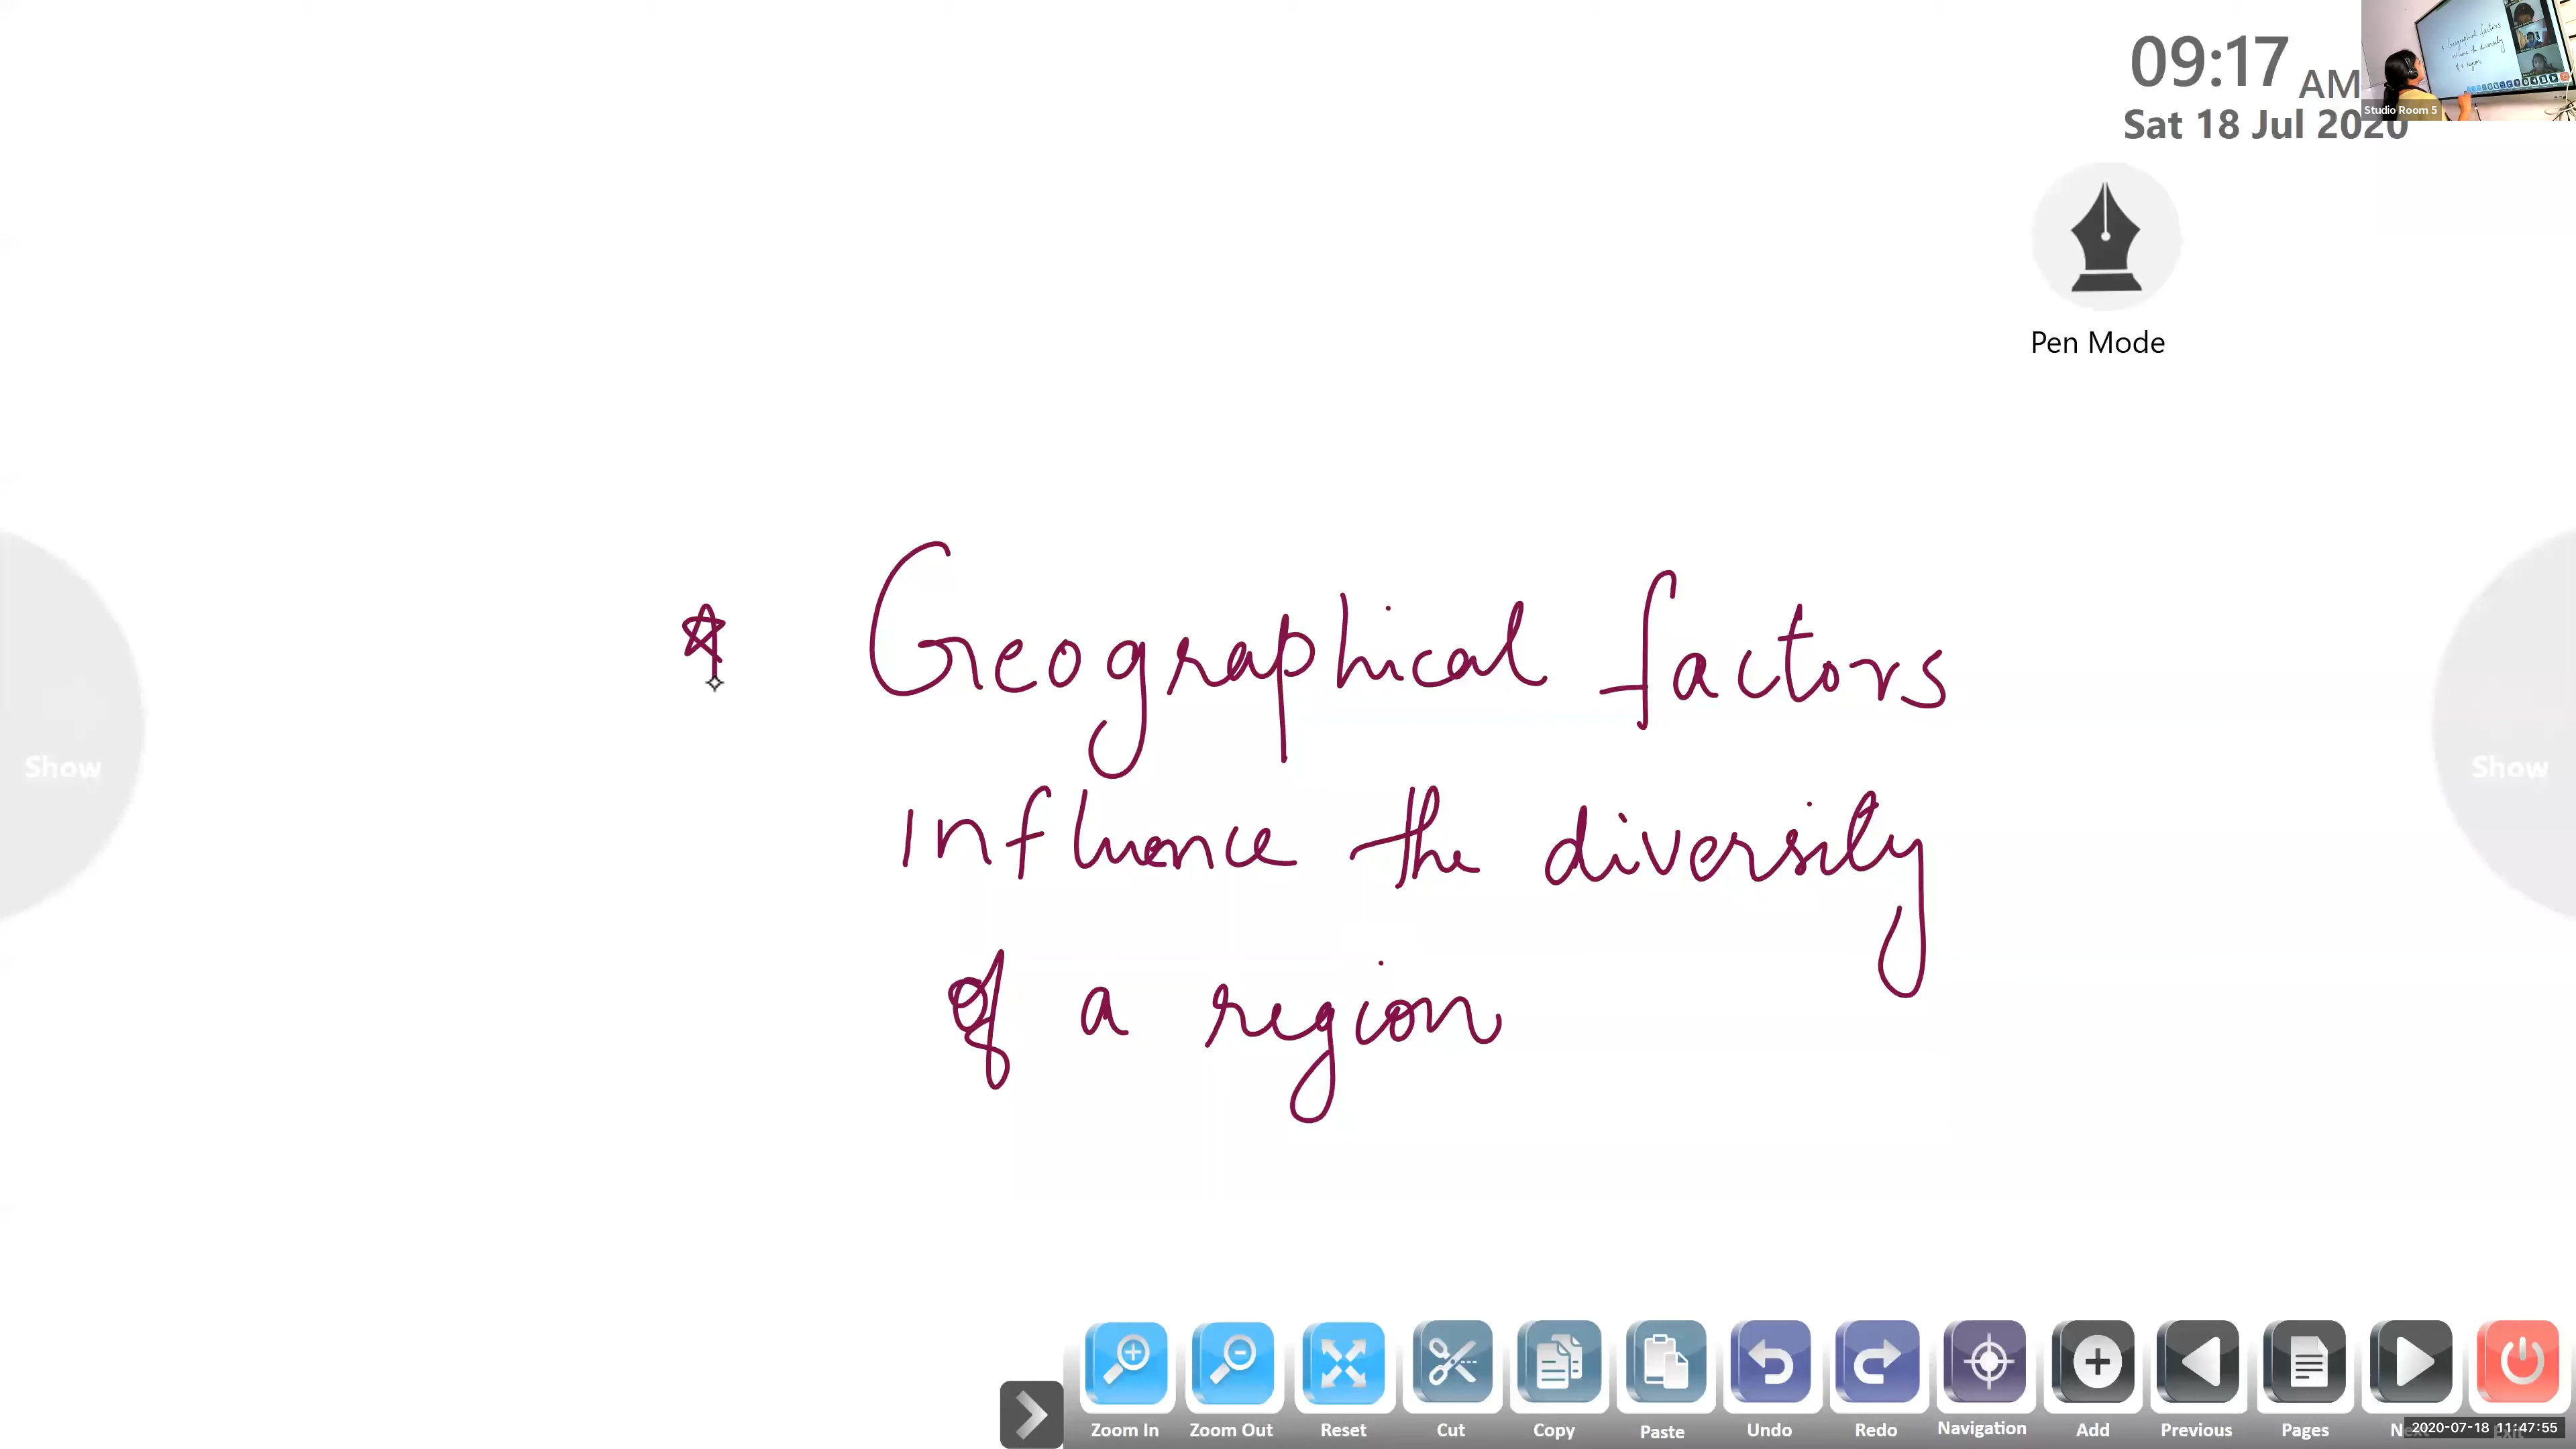 09:17 AM
Sat 18 Jul 2020
Studio Room 5
Pen Mode
* Geographical factors
influence the diversity
of a region
Show
Show
Zoom In Zoom Out Reset Cut Copy Paste Undo Redo Navigation Add Previous Pages
2020-07-18 11:47:55